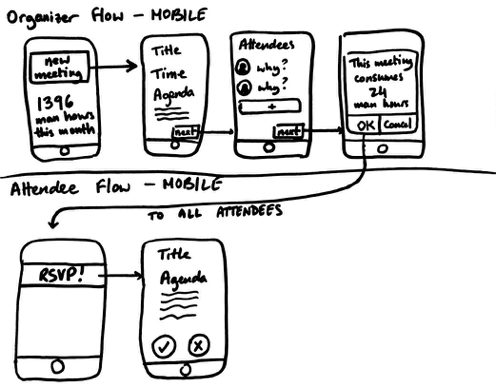 Organizer Flow - MOBILE
new
meeting
1396
man hours
this month
Title
Time
Agenda
next
Attendees
why?
why?
+
next
This meeting
consumes
24
man hours
OK
Cancel
Attendee Flow - MOBILE
TO ALL ATTENDEES
RSVP!
Title
Agenda